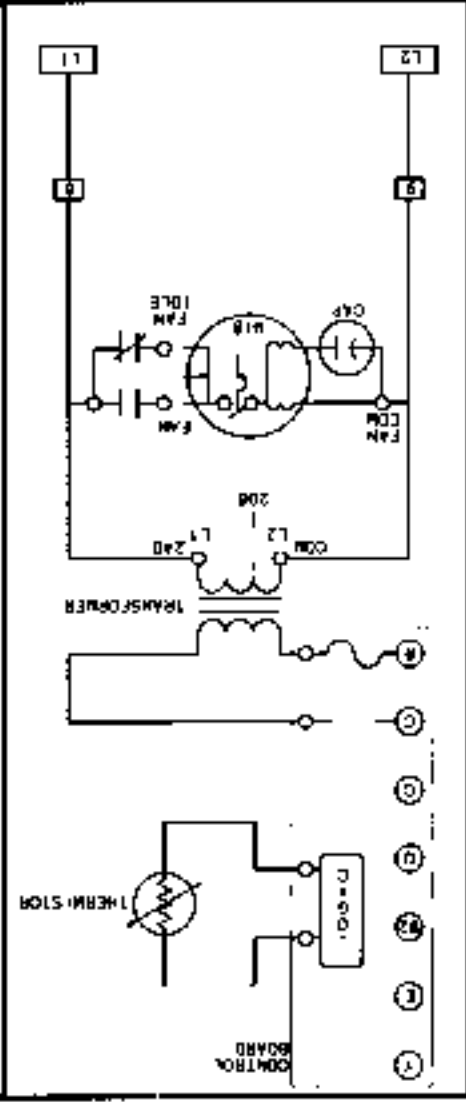 L1
L2
FAN
IDLE
CAP
FAN
FAN
COM
208
240
L1
L2
COM
TRANSFORMER
R
C
G
O
W2
E
Y
THERMISTOR
CONTROL
BOARD